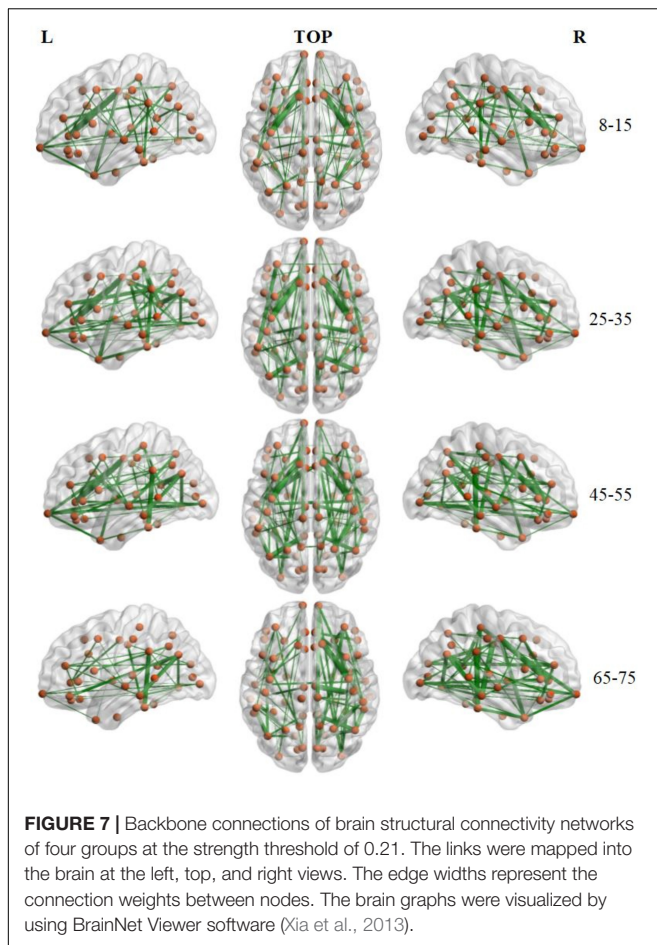 L TOP R
8-15
25-35
45-55
65-75
FIGURE 7 | Backbone connections of brain structural connectivity networks
of four groups at the strength threshold of 0.21. The links were mapped into
the brain at the left, top, and right views. The edge widths represent the
connection weights between nodes. The brain graphs were visualized by
using BrainNet Viewer software (Xia et al., 2013).